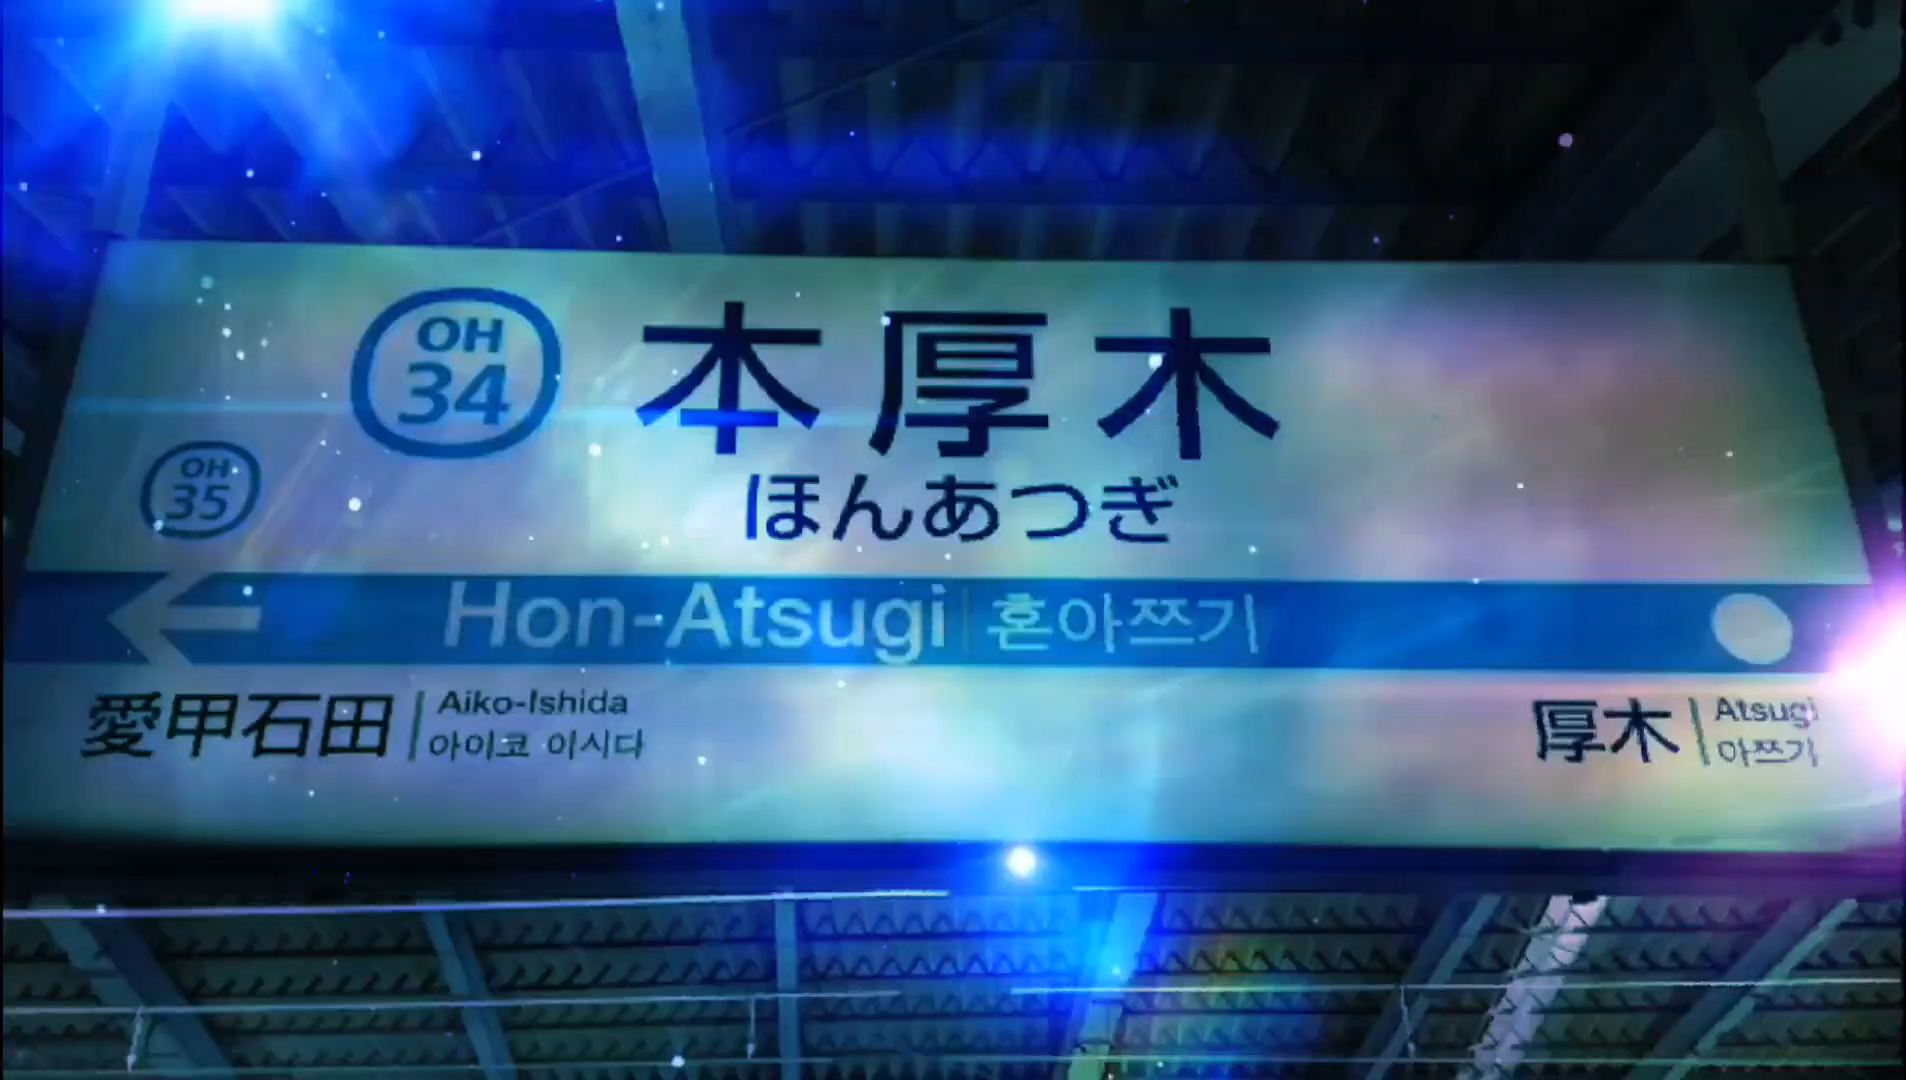 OH
34
本厚木
ほんあつぎ
OH
35
Hon-Atsugi 혼아쯔기
愛甲石田 Aiko-Ishida
아이코 이시다
厚木 Atsugi
아쯔기